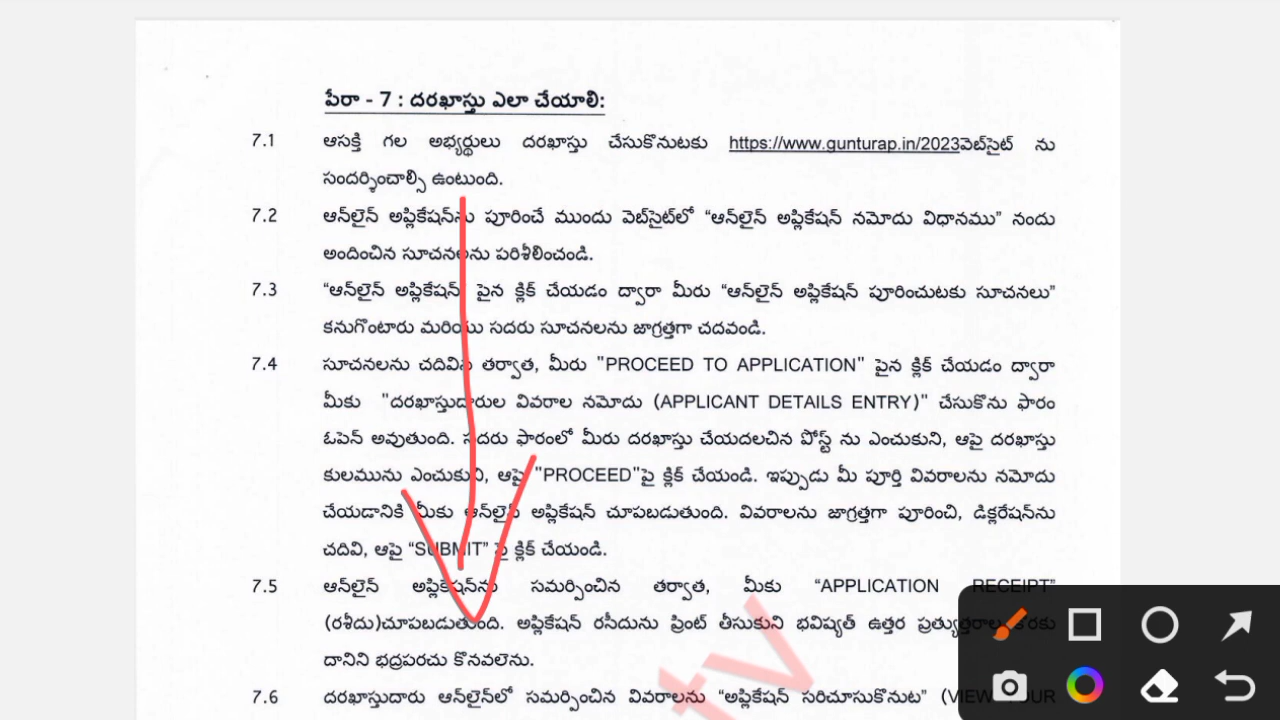 పేరా - 7 : దరఖాస్తు ఎలా చేయాలి:
7.1 ఆసక్తి గల అభ్యర్థులు దరఖాస్తు చేసుకొనుటకు https://www.gunturap.in/2023వెబ్‌సైట్ ను
సందర్శించాల్సి ఉంటుంది.
7.2 ఆన్‌లైన్ అప్లికేషన్‌ను పూరించే ముందు వెబ్‌సైట్‌లో “ఆన్‌లైన్ అప్లికేషన్ నమోదు విధానము” నందు
అందించిన సూచనలను పరిశీలించండి.
7.3 “ఆన్‌లైన్ అప్లికేషన్” పైన క్లిక్ చేయడం ద్వారా మీరు “ఆన్‌లైన్ అప్లికేషన్ పూరించుటకు సూచనలు”
కనుగొంటారు మరియు సదరు సూచనలను జాగ్రత్తగా చదవండి.
7.4 సూచనలను చదివిన తర్వాత, మీరు "PROCEED TO APPLICATION" పైన క్లిక్ చేయడం ద్వారా
మీకు "దరఖాస్తుదారుల వివరాల నమోదు (APPLICANT DETAILS ENTRY)" చేసుకొను ఫారం
ఓపెన్ అవుతుంది. సదరు ఫారంలో మీరు దరఖాస్తు చేయదలచిన పోస్ట్ ను ఎంచుకుని, ఆపై దరఖాస్తు
కులమును ఎంచుకుని, ఆపై "PROCEED"పై క్లిక్ చేయండి. ఇప్పుడు మీ పూర్తి వివరాలను నమోదు
చేయడానికి మీకు ఆన్‌లైన్ అప్లికేషన్ చూపబడుతుంది. వివరాలను జాగ్రత్తగా పూరించి, డిక్లరేషన్‌ను
చదివి, ఆపై “SUBMIT” పై క్లిక్ చేయండి.
7.5 ఆన్‌లైన్ అప్లికేషన్‌ను సమర్పించిన తర్వాత, మీకు “APPLICATION RECEIPT”
(రశీదు)చూపబడుతుంది. అప్లికేషన్ రసీదును ప్రింట్ తీసుకుని భవిష్యత్ ఉత్తర ప్రత్యుత్తరాల కొరకు
దానిని భద్రపరచు కొనవలెను.
7.6 దరఖాస్తుదారు ఆన్‌లైన్‌లో సమర్పించిన వివరాలను “అప్లికేషన్ సరిచూసుకొనుట” (VIEW YOUR
tv